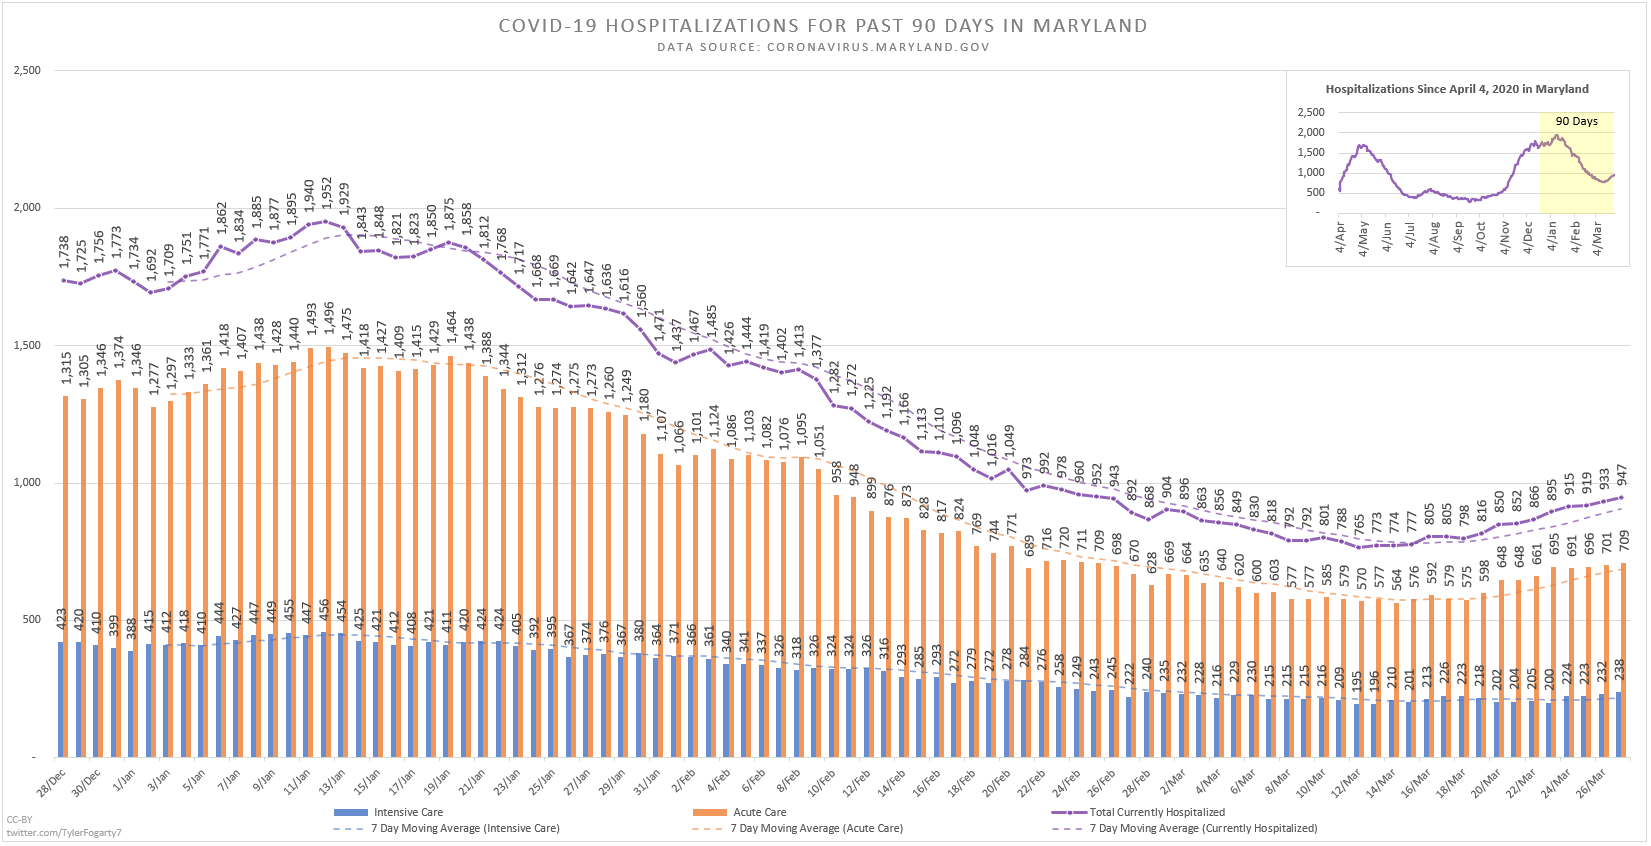 COVID-19 HOSPITALIZATIONS FOR PAST 90 DAYS IN MARYLAND
DATA SOURCE: CORONAVIRUS.MARYLAND.GOV
2,500
2,000
1,500
1,000
500
-
1,738 1,725 1,756 1,773 1,734 1,692 1,709 1,751 1,771 1,862 1,834 1,885 1,877 1,895 1,940 1,952 1,929 1,843 1,848 1,821 1,823 1,850 1,875 1,858 1,812 1,768 1,717 1,668 1,669 1,642 1,647 1,636 1,616 1,560 1,471 1,437 1,467 1,485 1,426 1,444 1,419 1,402 1,413 1,377 1,282 1,272 1,225 1,192 1,166 1,113 1,110 1,096 1,048 1,016 1,049 973 992 978 960 952 943 892 868 904 896 863 856 849 830 818 792 792 801 788 765 773 774 777 805 805 798 816 850 852 866 895 915 919 933 947
1,315 1,305 1,346 1,374 1,346 1,277 1,297 1,333 1,361 1,418 1,407 1,438 1,428 1,440 1,493 1,496 1,475 1,418 1,427 1,409 1,415 1,429 1,464 1,438 1,388 1,344 1,312 1,276 1,274 1,275 1,273 1,260 1,249 1,180 1,107 1,066 1,101 1,124 1,086 1,103 1,082 1,076 1,095 1,051 958 948 899 876 873 828 817 824 769 744 771 689 716 720 711 709 698 670 628 669 664 635 640 620 600 603 577 577 585 579 570 577 564 576 592 579 575 598 648 648 661 695 691 696 701 709
423 420 410 399 388 415 412 418 410 444 427 447 449 455 447 456 454 425 421 412 408 421 411 420 424 424 405 392 395 367 374 376 367 380 364 371 366 361 340 341 337 326 318 326 324 324 326 316 293 285 293 272 279 272 278 284 276 258 249 243 245 222 240 235 232 228 216 229 230 215 215 215 216 209 195 196 210 201 213 226 223 218 202 204 205 200 224 223 232 238
28/Dec 30/Dec 1/Jan 3/Jan 5/Jan 7/Jan 9/Jan 11/Jan 13/Jan 15/Jan 17/Jan 19/Jan 21/Jan 23/Jan 25/Jan 27/Jan 29/Jan 31/Jan 2/Feb 4/Feb 6/Feb 8/Feb 10/Feb 12/Feb 14/Feb 16/Feb 18/Feb 20/Feb 22/Feb 24/Feb 26/Feb 28/Feb 2/Mar 4/Mar 6/Mar 8/Mar 10/Mar 12/Mar 14/Mar 16/Mar 18/Mar 20/Mar 22/Mar 24/Mar 26/Mar
Hospitalizations Since April 4, 2020 in Maryland
90 Days
2,500
2,000
1,500
1,000
500
-
4/Apr 4/May 4/Jun 4/Jul 4/Aug 4/Sep 4/Oct 4/Nov 4/Dec 4/Jan 4/Feb 4/Mar
Intensive Care Acute Care Total Currently Hospitalized
7 Day Moving Average (Intensive Care) 7 Day Moving Average (Acute Care) 7 Day Moving Average (Currently Hospitalized)
CC-BY
twitter.com/TylerFogarty7